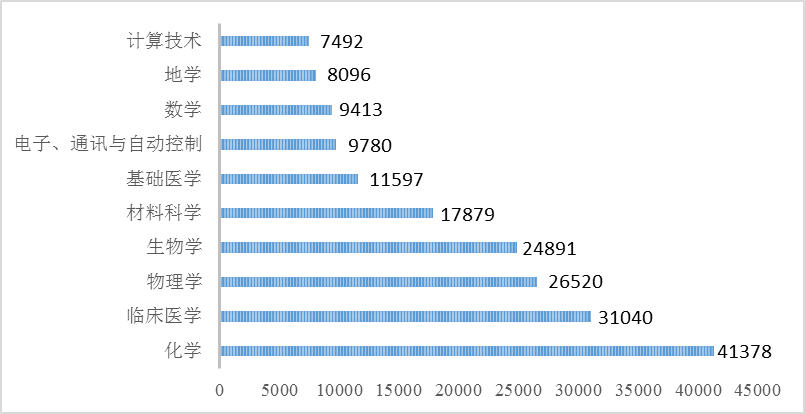 计算技术 7492
地学 8096
数学 9413
电子、通讯与自动控制 9780
基础医学 11597
材料科学 17879
生物学 24891
物理学 26520
临床医学 31040
化学 41378
0 5000 10000 15000 20000 25000 30000 35000 40000 45000